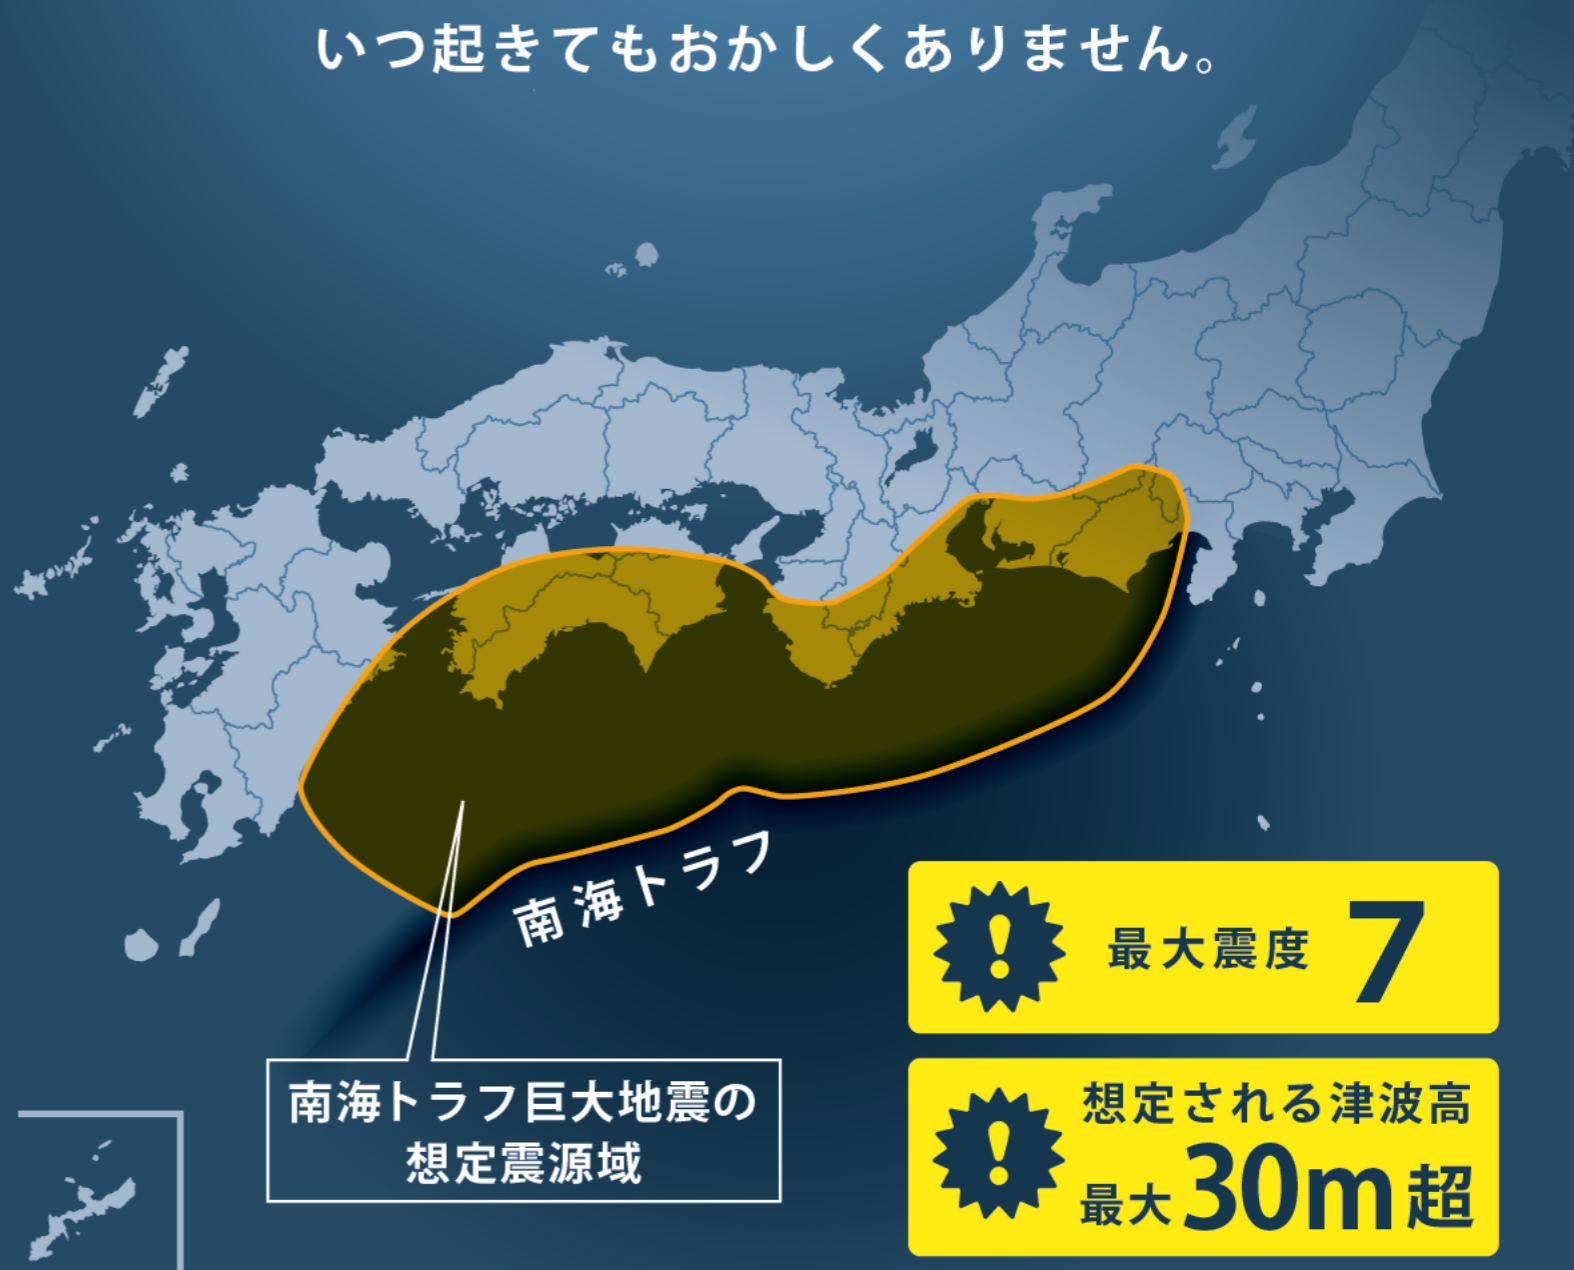 いつ起きてもおかしくありません。
南海トラフ
最大震度 7
南海トラフ巨大地震の
想定震源域
想定される津波高
最大30m超